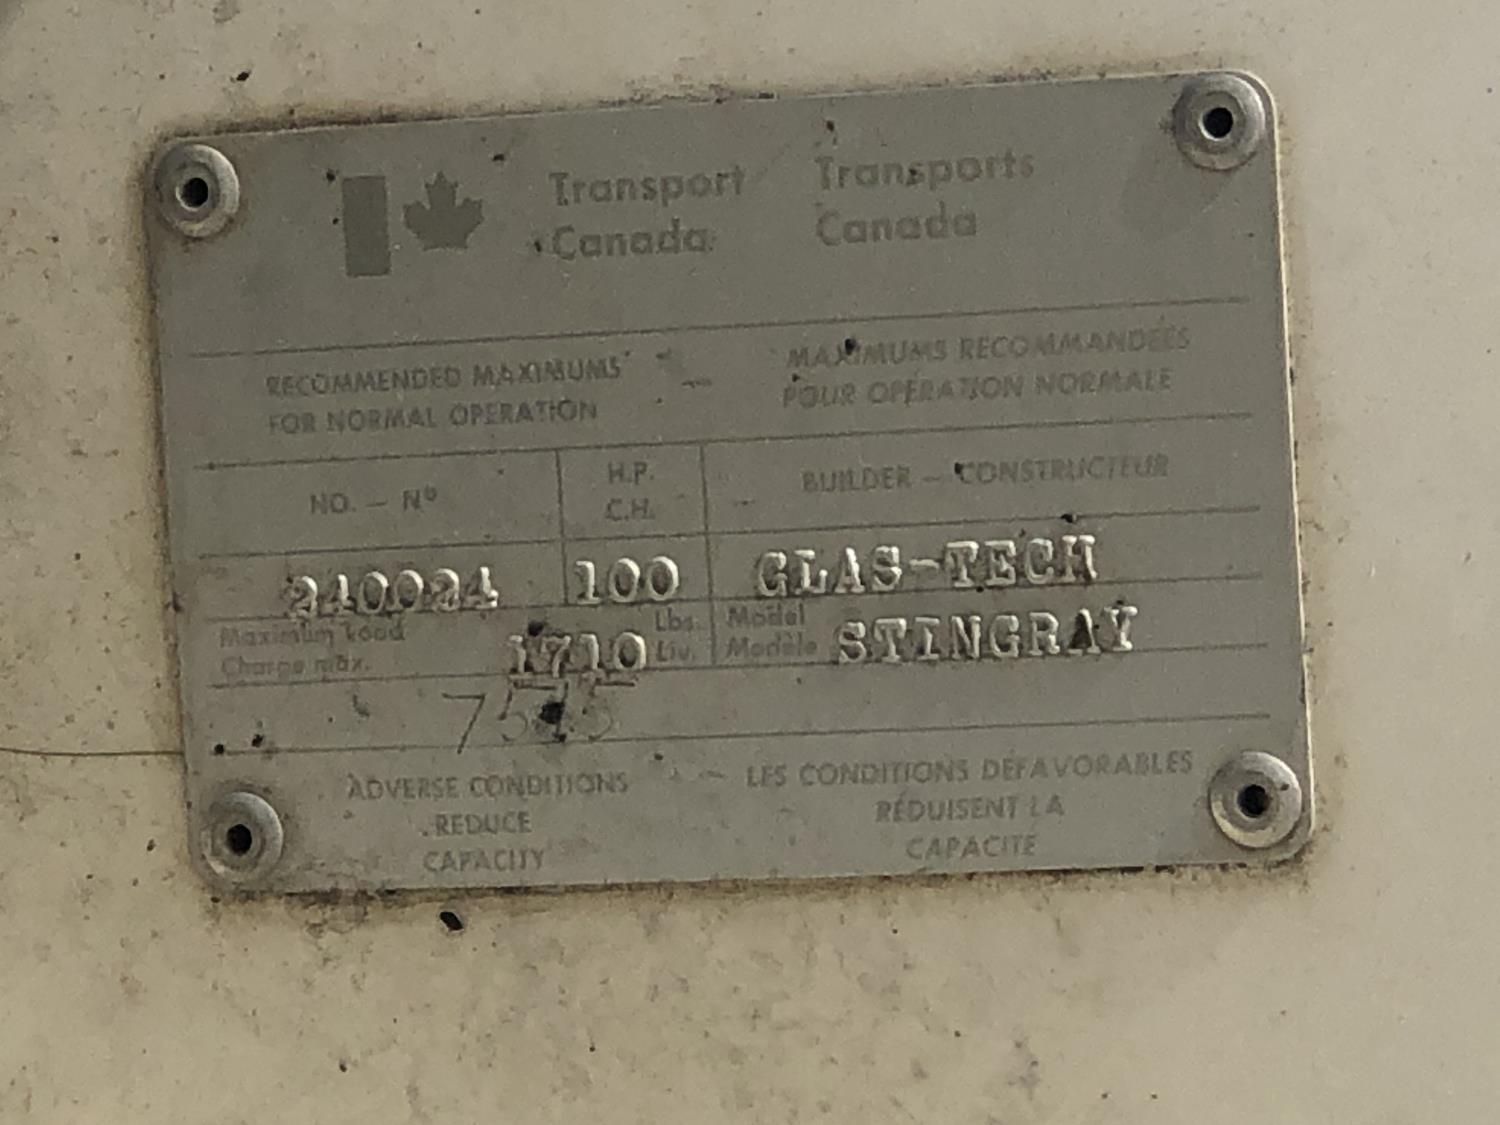 Transport Canada
Transports Canada
RECOMMENDED MAXIMUMS
FOR NORMAL OPERATION
—
MAXIMUMS RECOMMANDÉES
POUR OPÉRATION NORMALE
NO. — Nº
H.P.
C.H.
BUILDER — CONSTRUCTEUR
240024
100
GLAS-TECH
Maximum load
Charge max.
1710
Lbs.
Liv.
Model
Modèle
STINGRAY
7575
ADVERSE CONDITIONS
REDUCE
CAPACITY
—
LES CONDITIONS DÉFAVORABLES
RÉDUISENT LA
CAPACITÉ